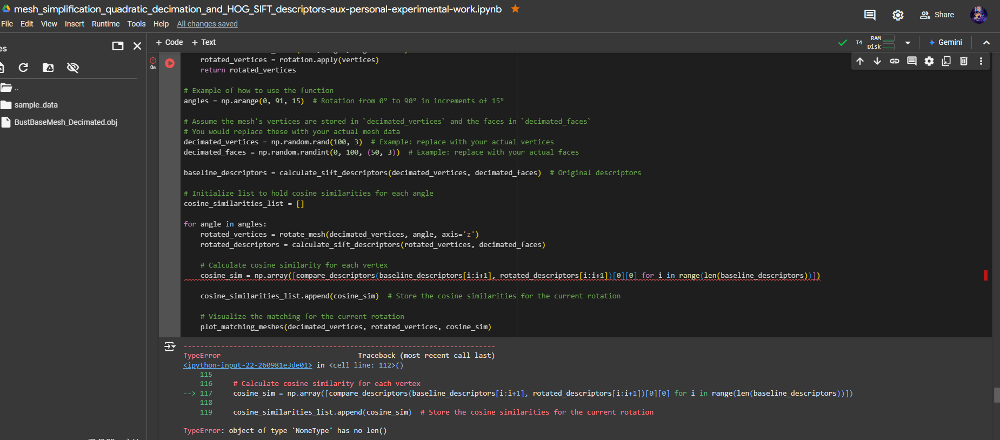 mesh_simplification_quadratic_decimation_and_HOG_SIFT_descriptors-aux-personal-experimental-work.ipynb
File Edit View Insert Runtime Tools Help All changes saved
Share
es
+ Code + Text
T4 RAM Disk
Gemini
..
sample_data
BustBaseMesh_Decimated.obj
0s
rotated_vertices = rotation.apply(vertices)
return rotated_vertices
# Example of how to use the function
angles = np.arange(0, 91, 15)  # Rotation from 0º to 90º in increments of 15º
# Assume the mesh's vertices are stored in `decimated_vertices` and the faces in `decimated_faces`
# You would replace these with your actual mesh data
decimated_vertices = np.random.rand(100, 3)  # Example: replace with your actual vertices
decimated_faces = np.random.randint(0, 100, (50, 3))  # Example: replace with your actual faces
baseline_descriptors = calculate_sift_descriptors(decimated_vertices, decimated_faces)  # Original descriptors
# Initialize list to hold cosine similarities for each angle
cosine_similarities_list = []
for angle in angles:
rotated_vertices = rotate_mesh(decimated_vertices, angle, axis='z')
rotated_descriptors = calculate_sift_descriptors(rotated_vertices, decimated_faces)
# Calculate cosine similarity for each vertex
cosine_sim = np.array([compare_descriptors(baseline_descriptors[i:i+1], rotated_descriptors[i:i+1])[0][0] for i in range(len(baseline_descriptors))])
cosine_similarities_list.append(cosine_sim)  # Store the cosine similarities for the current rotation
# Visualize the matching for the current rotation
plot_matching_meshes(decimated_vertices, rotated_vertices, cosine_sim)
---------------------------------------------------------------------------
TypeError Traceback (most recent call last)
<ipython-input-22-260981e3de01> in <cell line: 112>()
115
116 # Calculate cosine similarity for each vertex
--> 117 cosine_sim = np.array([compare_descriptors(baseline_descriptors[i:i+1], rotated_descriptors[i:i+1])[0][0] for i in range(len(baseline_descriptors))])
118
119 cosine_similarities_list.append(cosine_sim)  # Store the cosine similarities for the current rotation
TypeError: object of type 'NoneType' has no len()